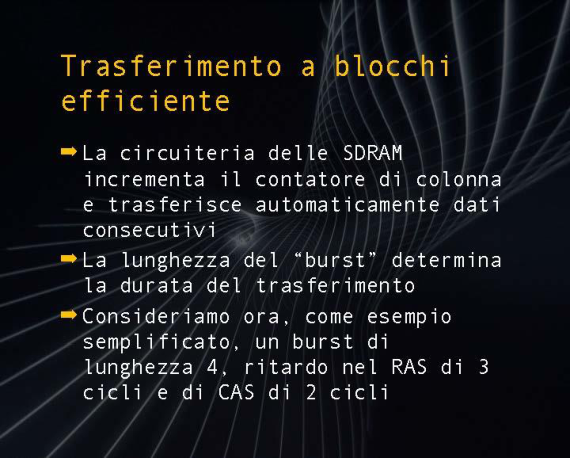 Trasferimento a blocchi
efficiente
➡La circuiteria delle SDRAM
incrementa il contatore di colonna
e trasferisce automaticamente dati
consecutivi
➡La lunghezza del “burst” determina
la durata del trasferimento
➡Consideriamo ora, come esempio
semplificato, un burst di
lunghezza 4, ritardo nel RAS di 3
cicli e di CAS di 2 cicli